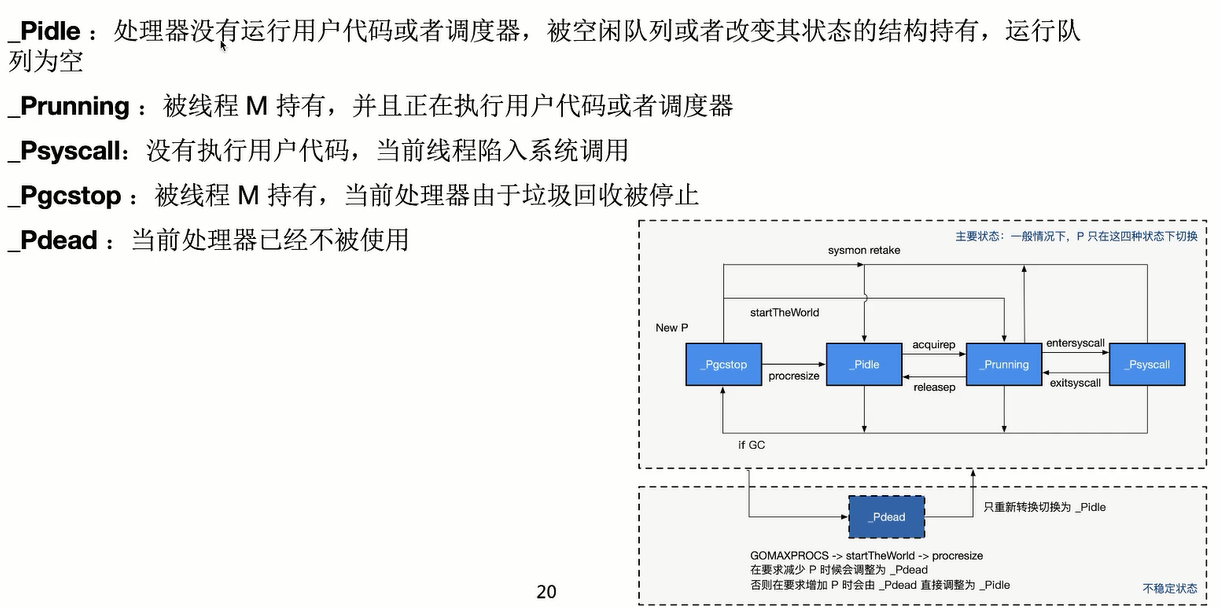 _Pidle ：处理器没有运行用户代码或者调度器，被空闲队列或者改变其状态的结构持有，运行队
列为空
_Prunning ：被线程 M 持有，并且正在执行用户代码或者调度器
_Psyscall：没有执行用户代码，当前线程陷入系统调用
_Pgcstop ：被线程 M 持有，当前处理器由于垃圾回收被停止
_Pdead ：当前处理器已经不被使用
主要状态：一般情况下，P 只在这四种状态下切换
sysmon retake
startTheWorld
New P
_Pgcstop
procresize
_Pidle
acquirep
releasep
_Prunning
entersyscall
exitsyscall
_Psyscall
if GC
_Pdead
只重新转换切换为 _Pidle
GOMAXPROCS -> startTheWorld -> procresize
在要求减少 P 时候会调整为 _Pdead
否则在要求增加 P 时会由 _Pdead 直接调整为 _Pidle
不稳定状态
20